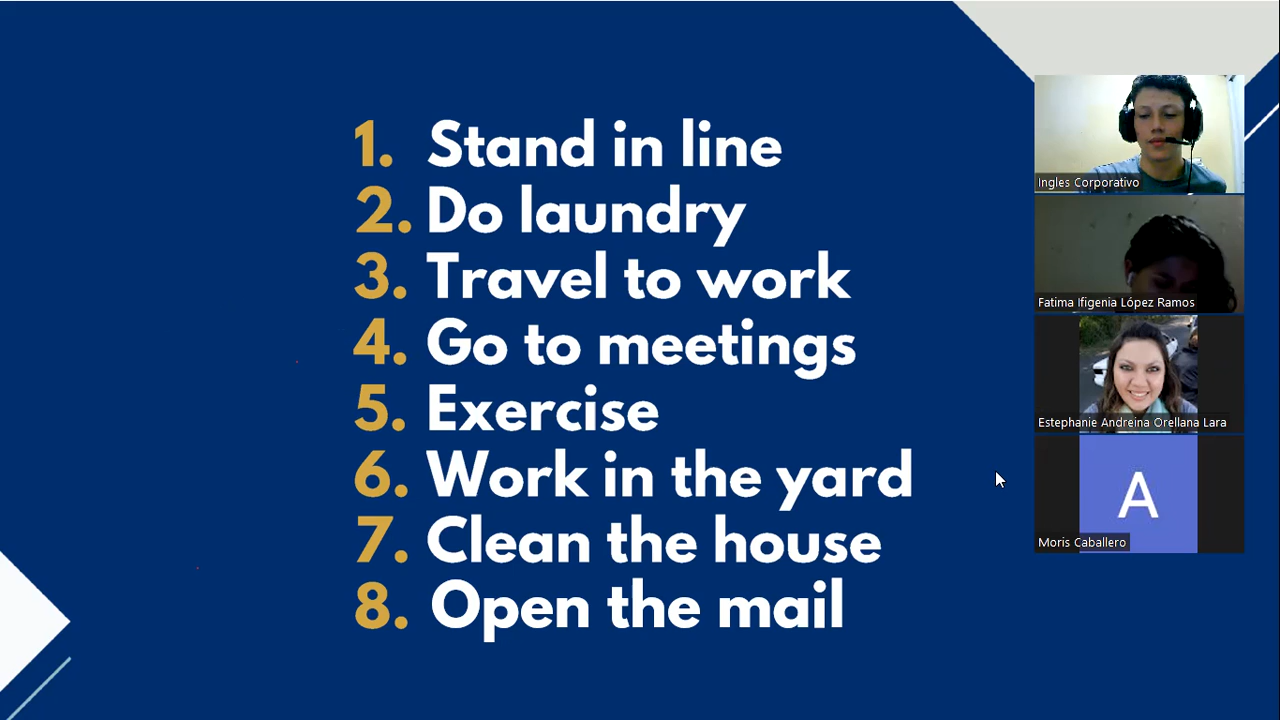 1. Stand in line
2. Do laundry
3. Travel to work
4. Go to meetings
5. Exercise
6. Work in the yard
7. Clean the house
8. Open the mail
Ingles Corporativo
Fatima Ifigenia López Ramos
Estephanie Andreina Orellana Lara
A
Moris Caballero